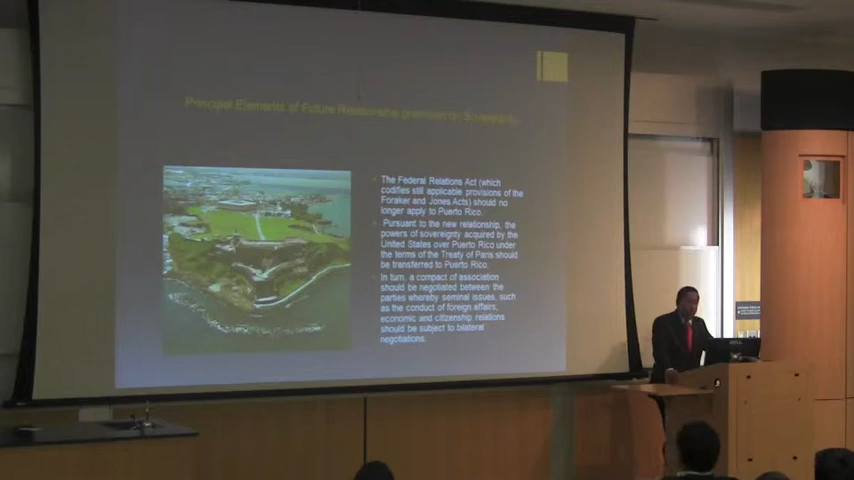 Principal Elements of Future Relationship premised on Sovereignty
The Federal Relations Act (which
codifies still applicable provisions of the
Foraker and Jones Acts) should no
longer apply to Puerto Rico.
Pursuant to the new relationship, the
powers of sovereignty acquired by the
United States over Puerto Rico under
the terms of the Treaty of Paris should
be transferred to Puerto Rico.
In turn, a compact of association
should be negotiated between the
parties whereby seminal issues, such
as the conduct of foreign affairs,
economic and citizenship relations
should be subject to bilateral
negotiations.